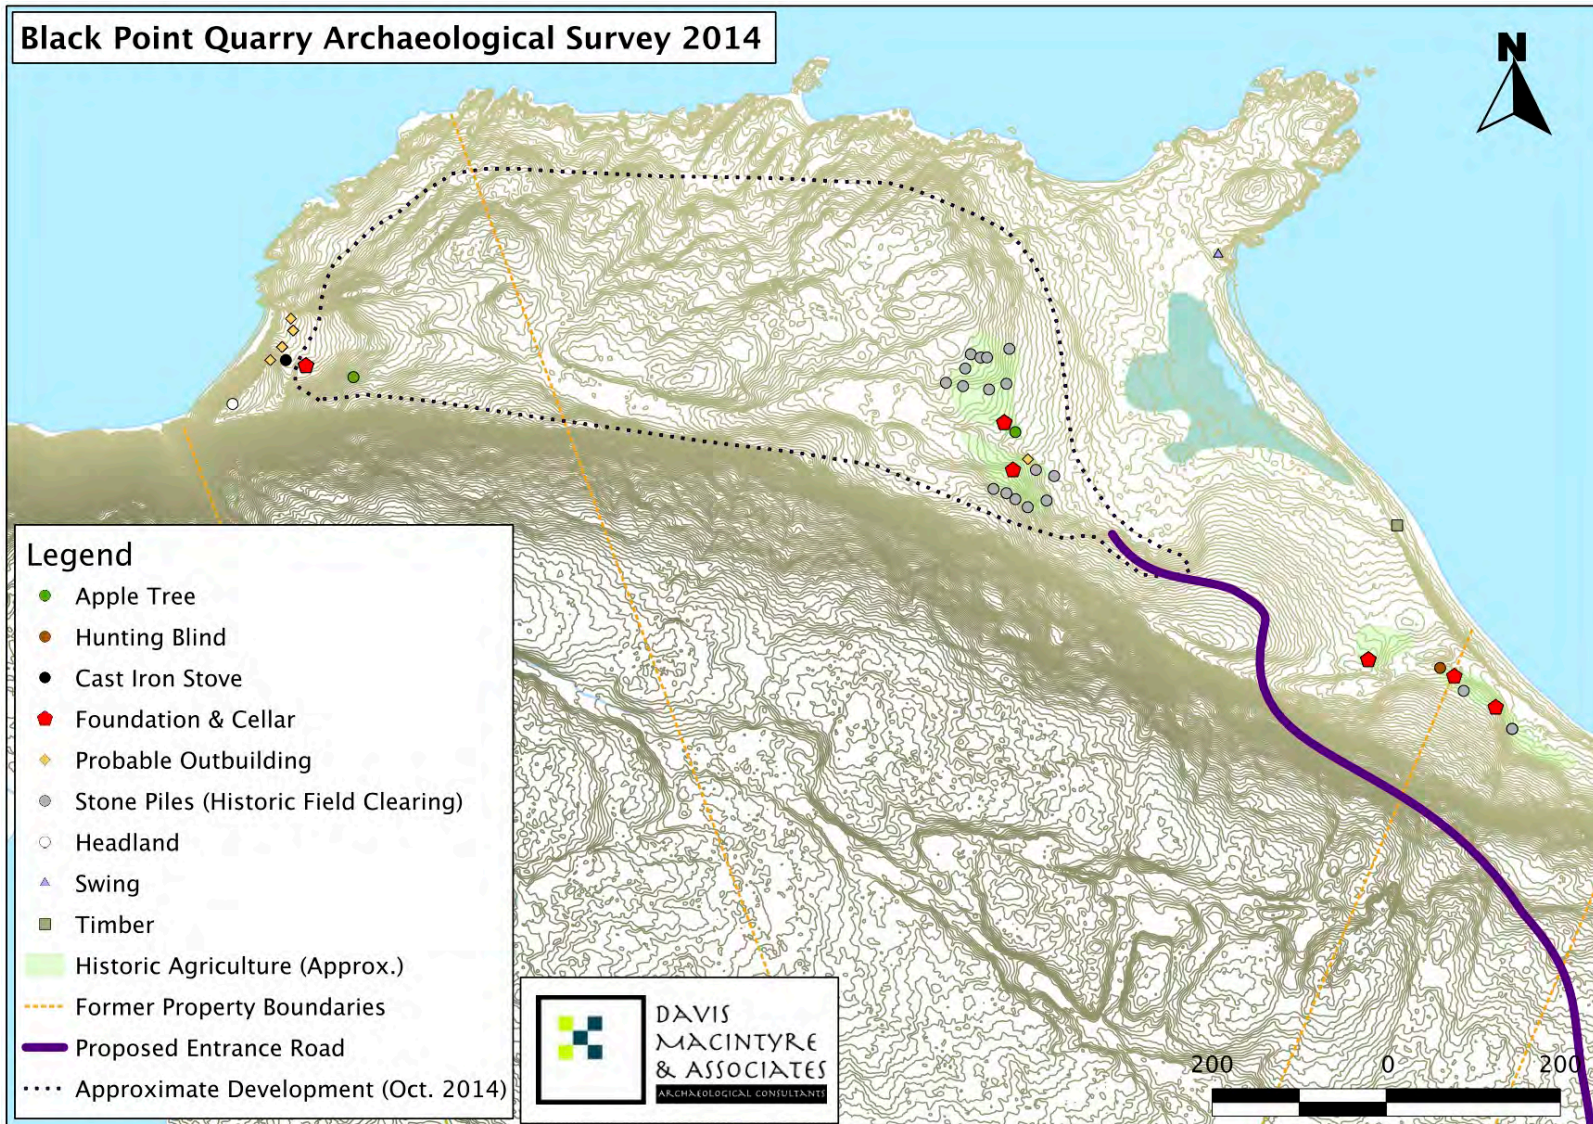 Black Point Quarry Archaeological Survey 2014
N
Legend
Apple Tree
Hunting Blind
Cast Iron Stove
Foundation & Cellar
Probable Outbuilding
Stone Piles (Historic Field Clearing)
Headland
Swing
Timber
Historic Agriculture (Approx.)
Former Property Boundaries
Proposed Entrance Road
Approximate Development (Oct. 2014)
DAVIS
MACINTYRE
& ASSOCIATES
ARCHAEOLOGICAL CONSULTANTS
200 0 200